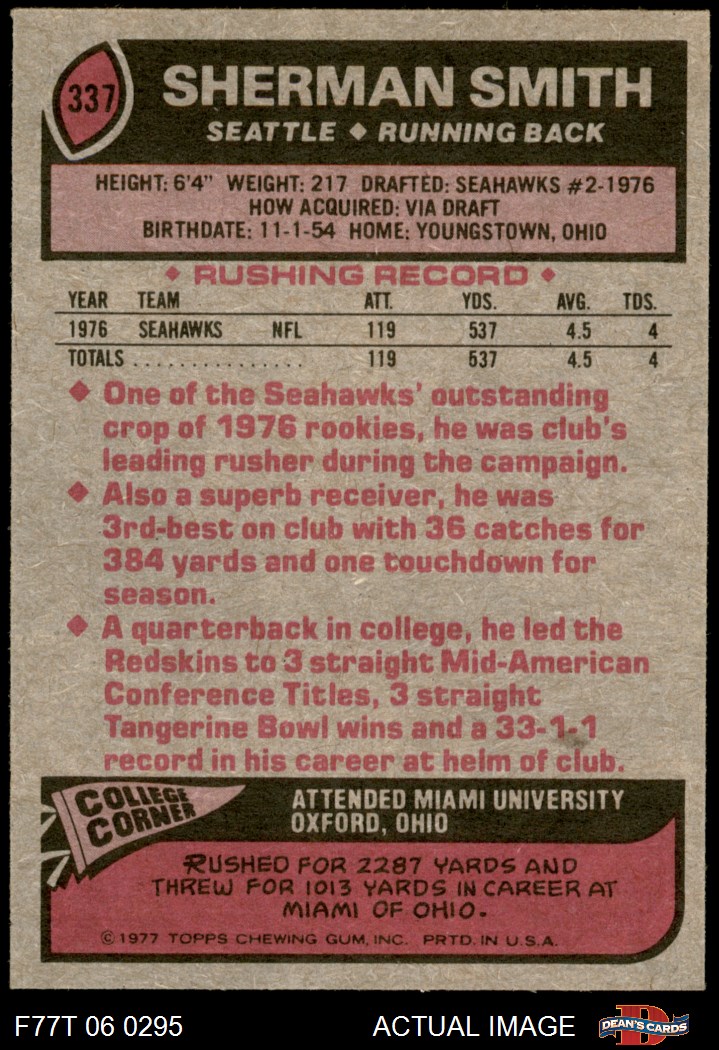 337
SHERMAN SMITH
SEATTLE ◆ RUNNING BACK
HEIGHT: 6'4" WEIGHT: 217 DRAFTED: SEAHAWKS #2-1976
HOW ACQUIRED: VIA DRAFT
BIRTHDATE: 11-1-54 HOME: YOUNGSTOWN, OHIO
◆ RUSHING RECORD ◆
YEAR TEAM ATT. YDS. AVG. TDS.
1976 SEAHAWKS NFL 119 537 4.5 4
TOTALS . . . . . . . . . . . . . . . 119 537 4.5 4
◆ One of the Seahawks' outstanding
crop of 1976 rookies, he was club's
leading rusher during the campaign.
◆ Also a superb receiver, he was
3rd-best on club with 36 catches for
384 yards and one touchdown for
season.
◆ A quarterback in college, he led the
Redskins to 3 straight Mid-American
Conference Titles, 3 straight
Tangerine Bowl wins and a 33-1-1
record in his career at helm of club.
COLLEGE
CORNER
ATTENDED MIAMI UNIVERSITY
OXFORD, OHIO
RUSHED FOR 2287 YARDS AND
THREW FOR 1013 YARDS IN CAREER AT
MIAMI OF OHIO.
© 1977 TOPPS CHEWING GUM, INC. PRTD. IN U.S.A.
F77T 06 0295
ACTUAL IMAGE
D
DEAN'S CARDS